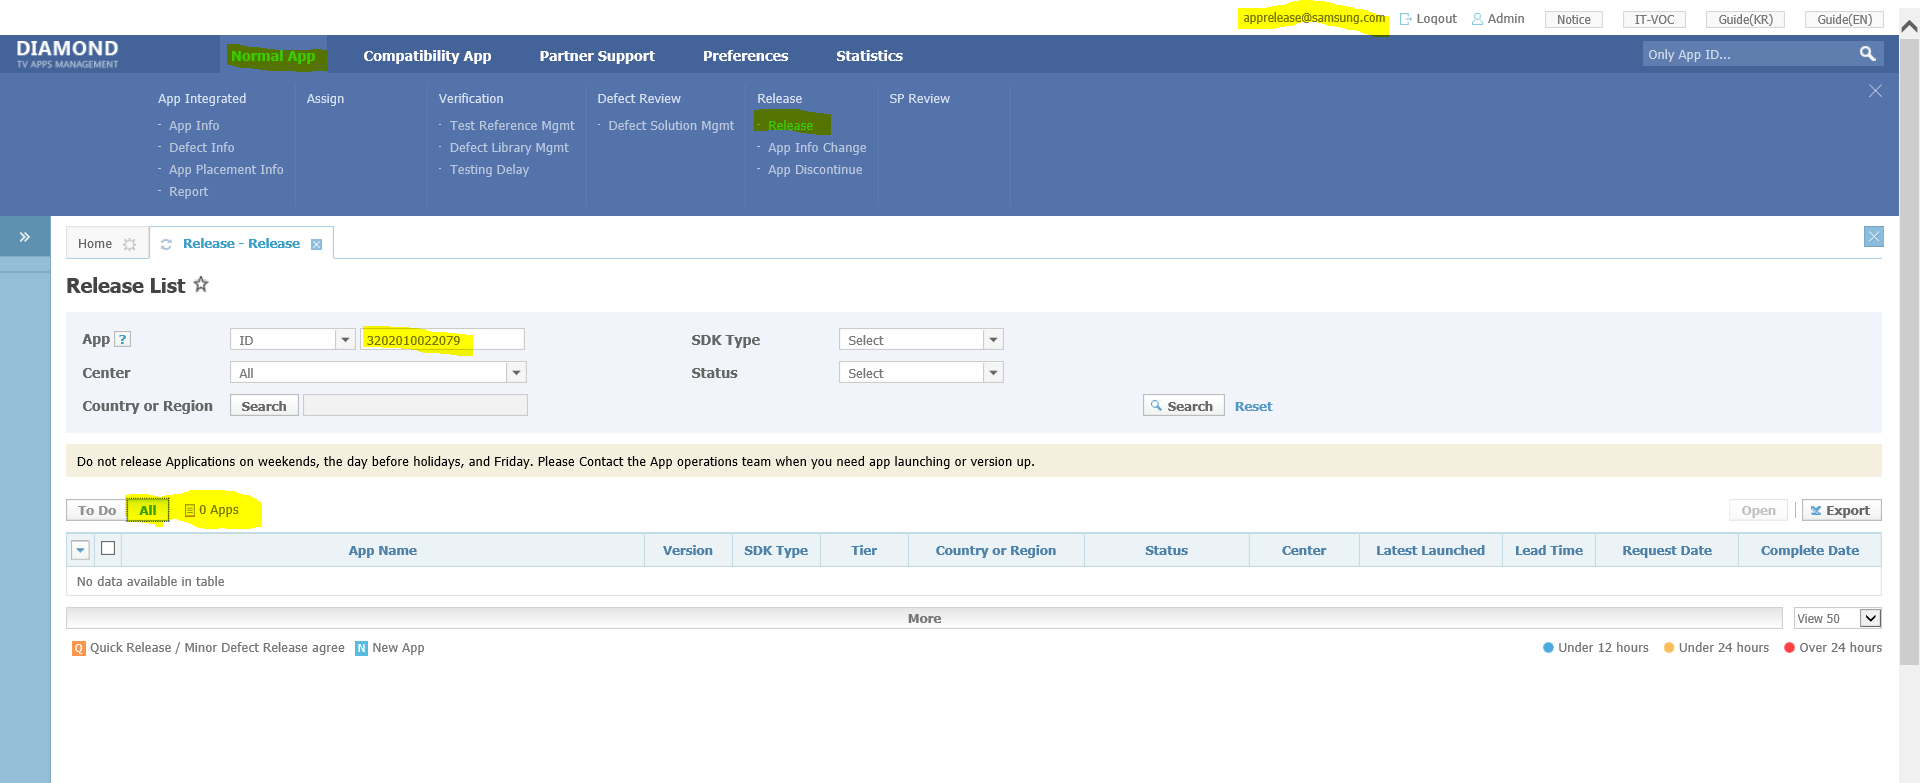 apprelease@samsung.com Logout Admin Notice IT-VOC Guide(KR) Guide(EN)
DIAMOND
TV APPS MANAGEMENT
Normal App Compatibility App Partner Support Preferences Statistics Only App ID...
App Integrated Assign Verification Defect Review Release SP Review
- App Info - Test Reference Mgmt - Defect Solution Mgmt - Release
- Defect Info - Defect Library Mgmt - App Info Change
- App Placement Info - Testing Delay - App Discontinue
- Report
» Home Release - Release
Release List
App ? ID 3202010022079 SDK Type Select
Center All Status Select
Country or Region Search Search Reset
Do not release Applications on weekends, the day before holidays, and Friday. Please Contact the App operations team when you need app launching or version up.
To Do All 0 Apps Open Export
App Name Version SDK Type Tier Country or Region Status Center Latest Launched Lead Time Request Date Complete Date
No data available in table
More View 50
Q Quick Release / Minor Defect Release agree N New App Under 12 hours Under 24 hours Over 24 hours